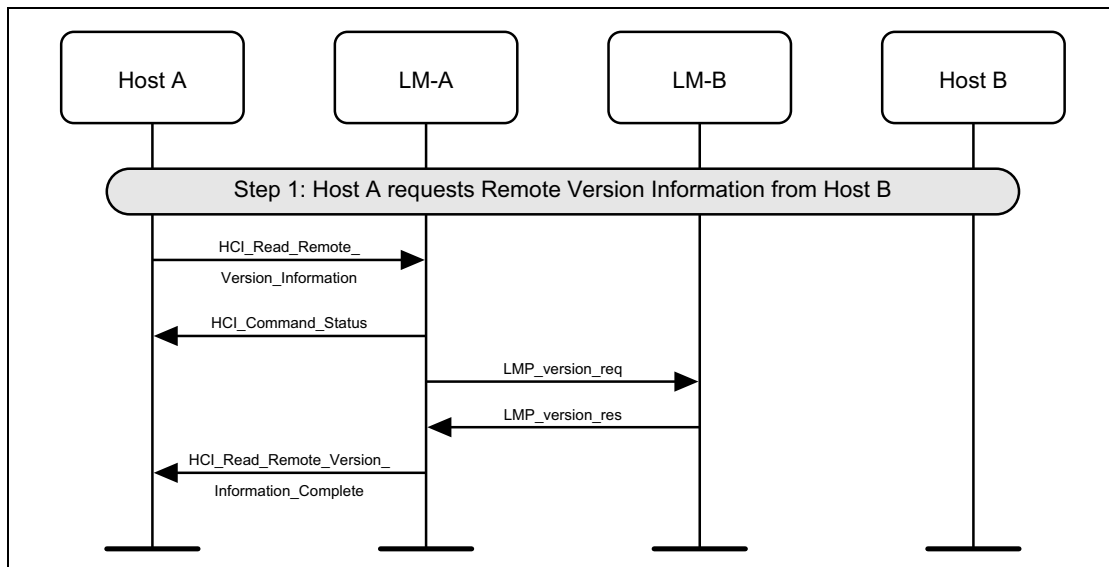 Host A
LM-A
LM-B
Host B
Step 1: Host A requests Remote Version Information from Host B
HCI_Read_Remote_
Version_Information
HCI_Command_Status
LMP_version_req
LMP_version_res
HCI_Read_Remote_Version_
Information_Complete